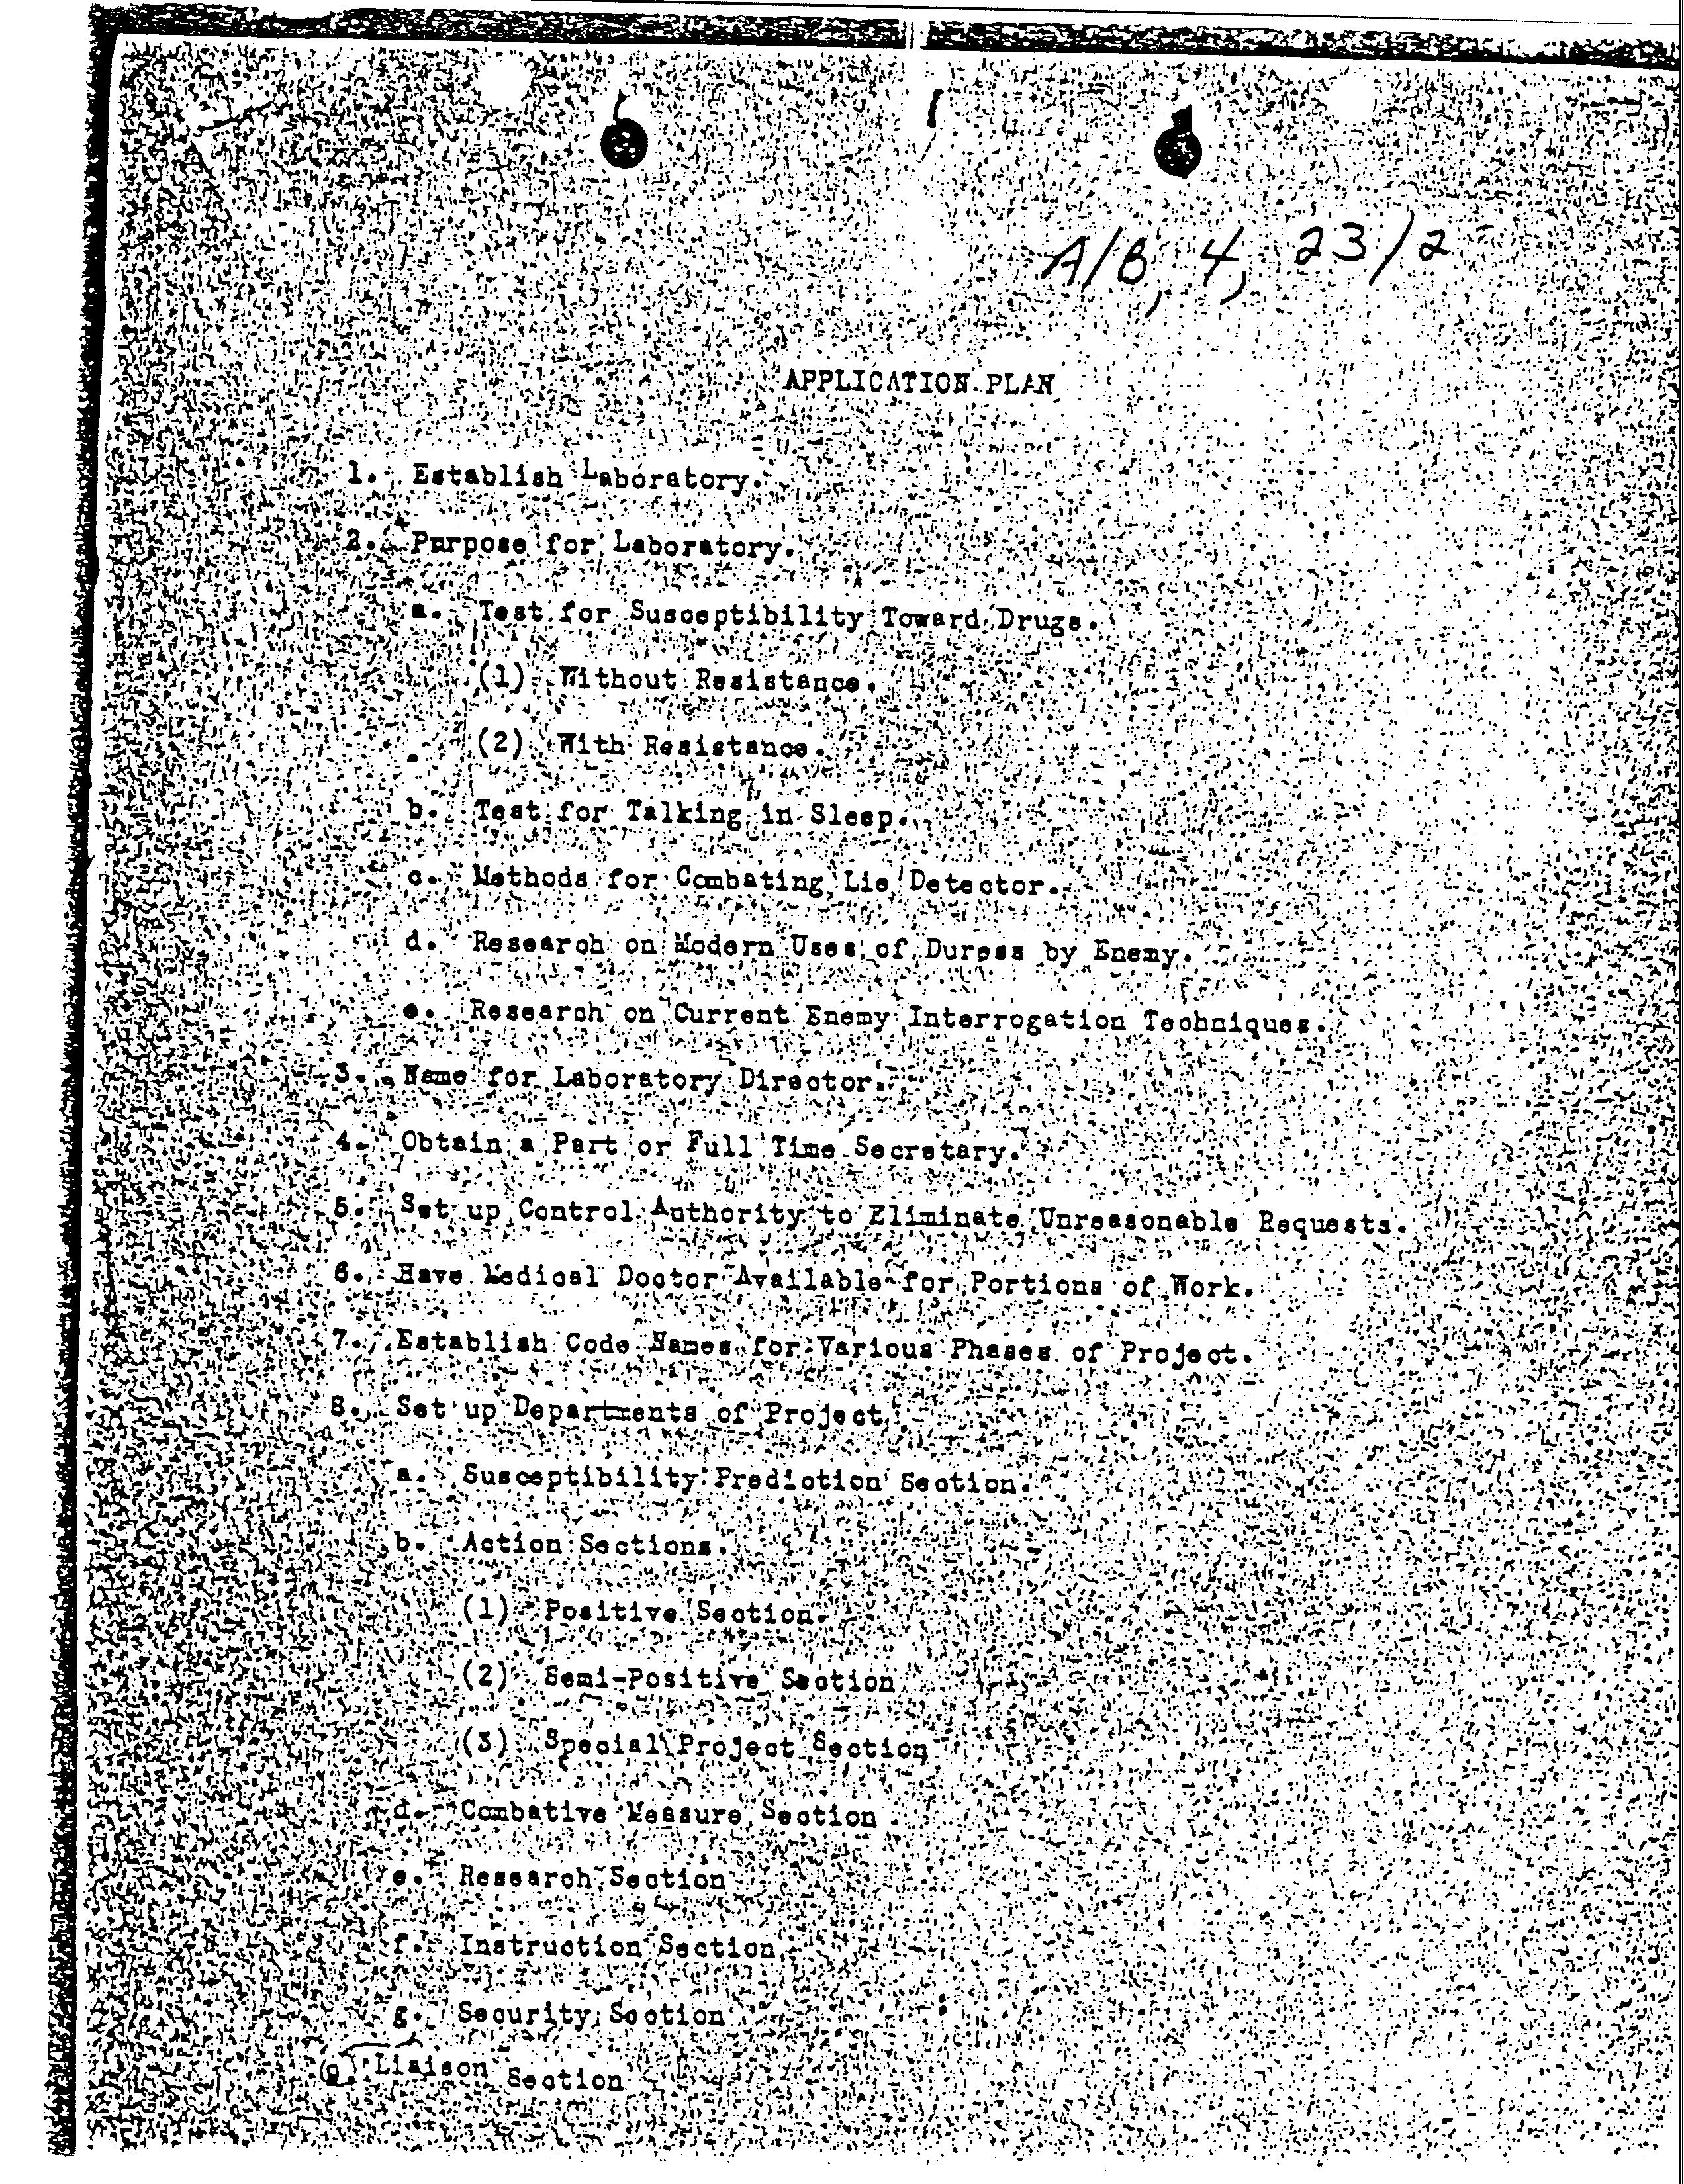 A/B, 4, 23/2
APPLICATION PLAN
1. Establish Laboratory.
2. Purpose for Laboratory.
a. Test for Susceptibility Toward Drugs.
(1) Without Resistance.
(2) With Resistance.
b. Test for Talking in Sleep.
c. Methods for Combating Lie Detector.
d. Research on Modern Uses of Duress by Enemy.
e. Research on Current Enemy Interrogation Techniques.
3. Name for Laboratory Director.
4. Obtain a Part or Full Time Secretary.
5. Set up Control Authority to Eliminate Unreasonable Requests.
6. Have Medical Doctor Available for Portions of Work.
7. Establish Code Names for Various Phases of Project.
8. Set up Departments of Project.
a. Susceptibility Prediction Section.
b. Action Sections.
(1) Positive Section.
(2) Semi-Positive Section
(3) Special Project Section
d. Combative Measure Section.
e. Research Section
f. Instruction Section
g. Security Section
Liaison Section